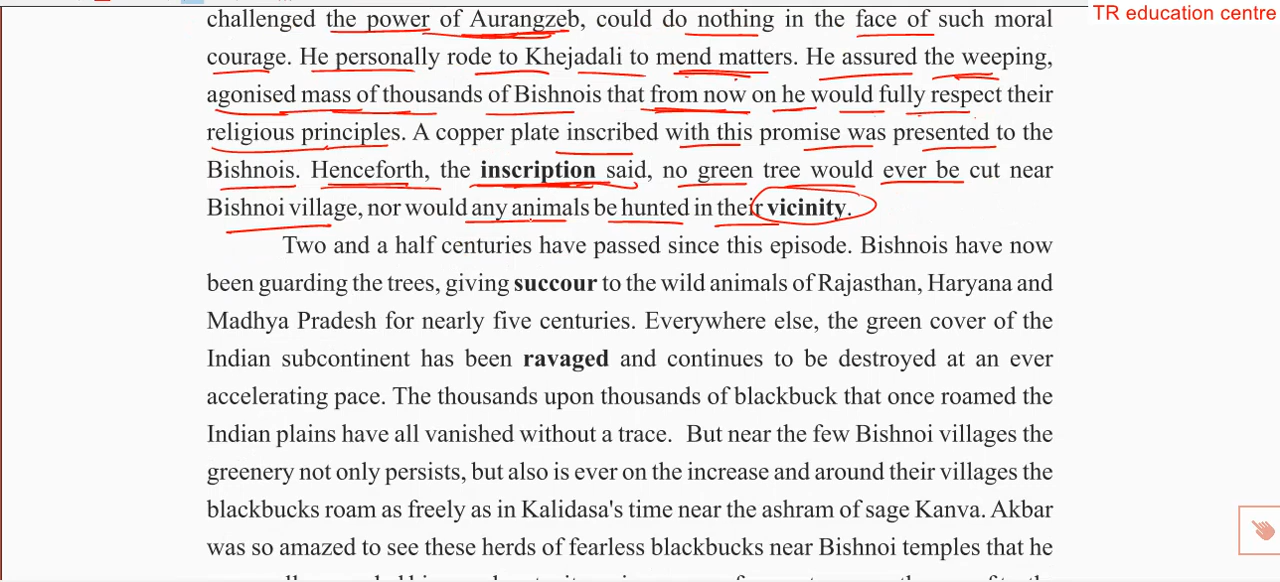 TR education centre
challenged the power of Aurangzeb, could do nothing in the face of such moral
courage. He personally rode to Khejadali to mend matters. He assured the weeping,
agonised mass of thousands of Bishnois that from now on he would fully respect their
religious principles. A copper plate inscribed with this promise was presented to the
Bishnois. Henceforth, the inscription said, no green tree would ever be cut near
Bishnoi village, nor would any animals be hunted in their vicinity.
Two and a half centuries have passed since this episode. Bishnois have now
been guarding the trees, giving succour to the wild animals of Rajasthan, Haryana and
Madhya Pradesh for nearly five centuries. Everywhere else, the green cover of the
Indian subcontinent has been ravaged and continues to be destroyed at an ever
accelerating pace. The thousands upon thousands of blackbuck that once roamed the
Indian plains have all vanished without a trace. But near the few Bishnoi villages the
greenery not only persists, but also is ever on the increase and around their villages the
blackbucks roam as freely as in Kalidasa's time near the ashram of sage Kanva. Akbar
was so amazed to see these herds of fearless blackbucks near Bishnoi temples that he